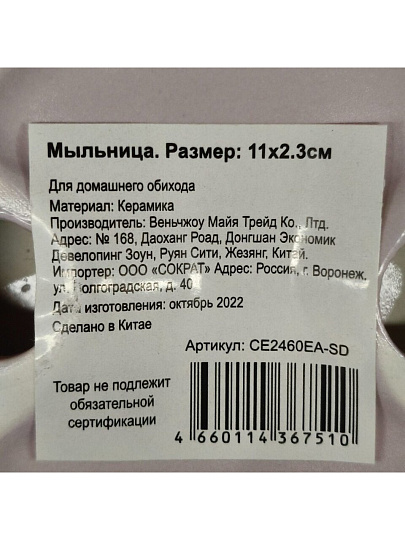 Мыльница. Размер: 11х2.3см
Для домашнего обихода
Материал: Керамика
Производитель: Веньчжоу Майя Трейд Ко., Лтд.
Адрес: № 168, Даоханг Роад, Донгшан Экономик
Девелопинг Зоун, Руян Сити, Жезянг, Китай.
Импортер: ООО «СОКРАТ» Адрес: Россия, г. Воронеж.
ул. Волгоградская, д. 40
Дата изготовления: октябрь 2022
Сделано в Китае
Артикул: CE2460EA-SD
Товар не подлежит
обязательной
сертификации
4 660114 367510